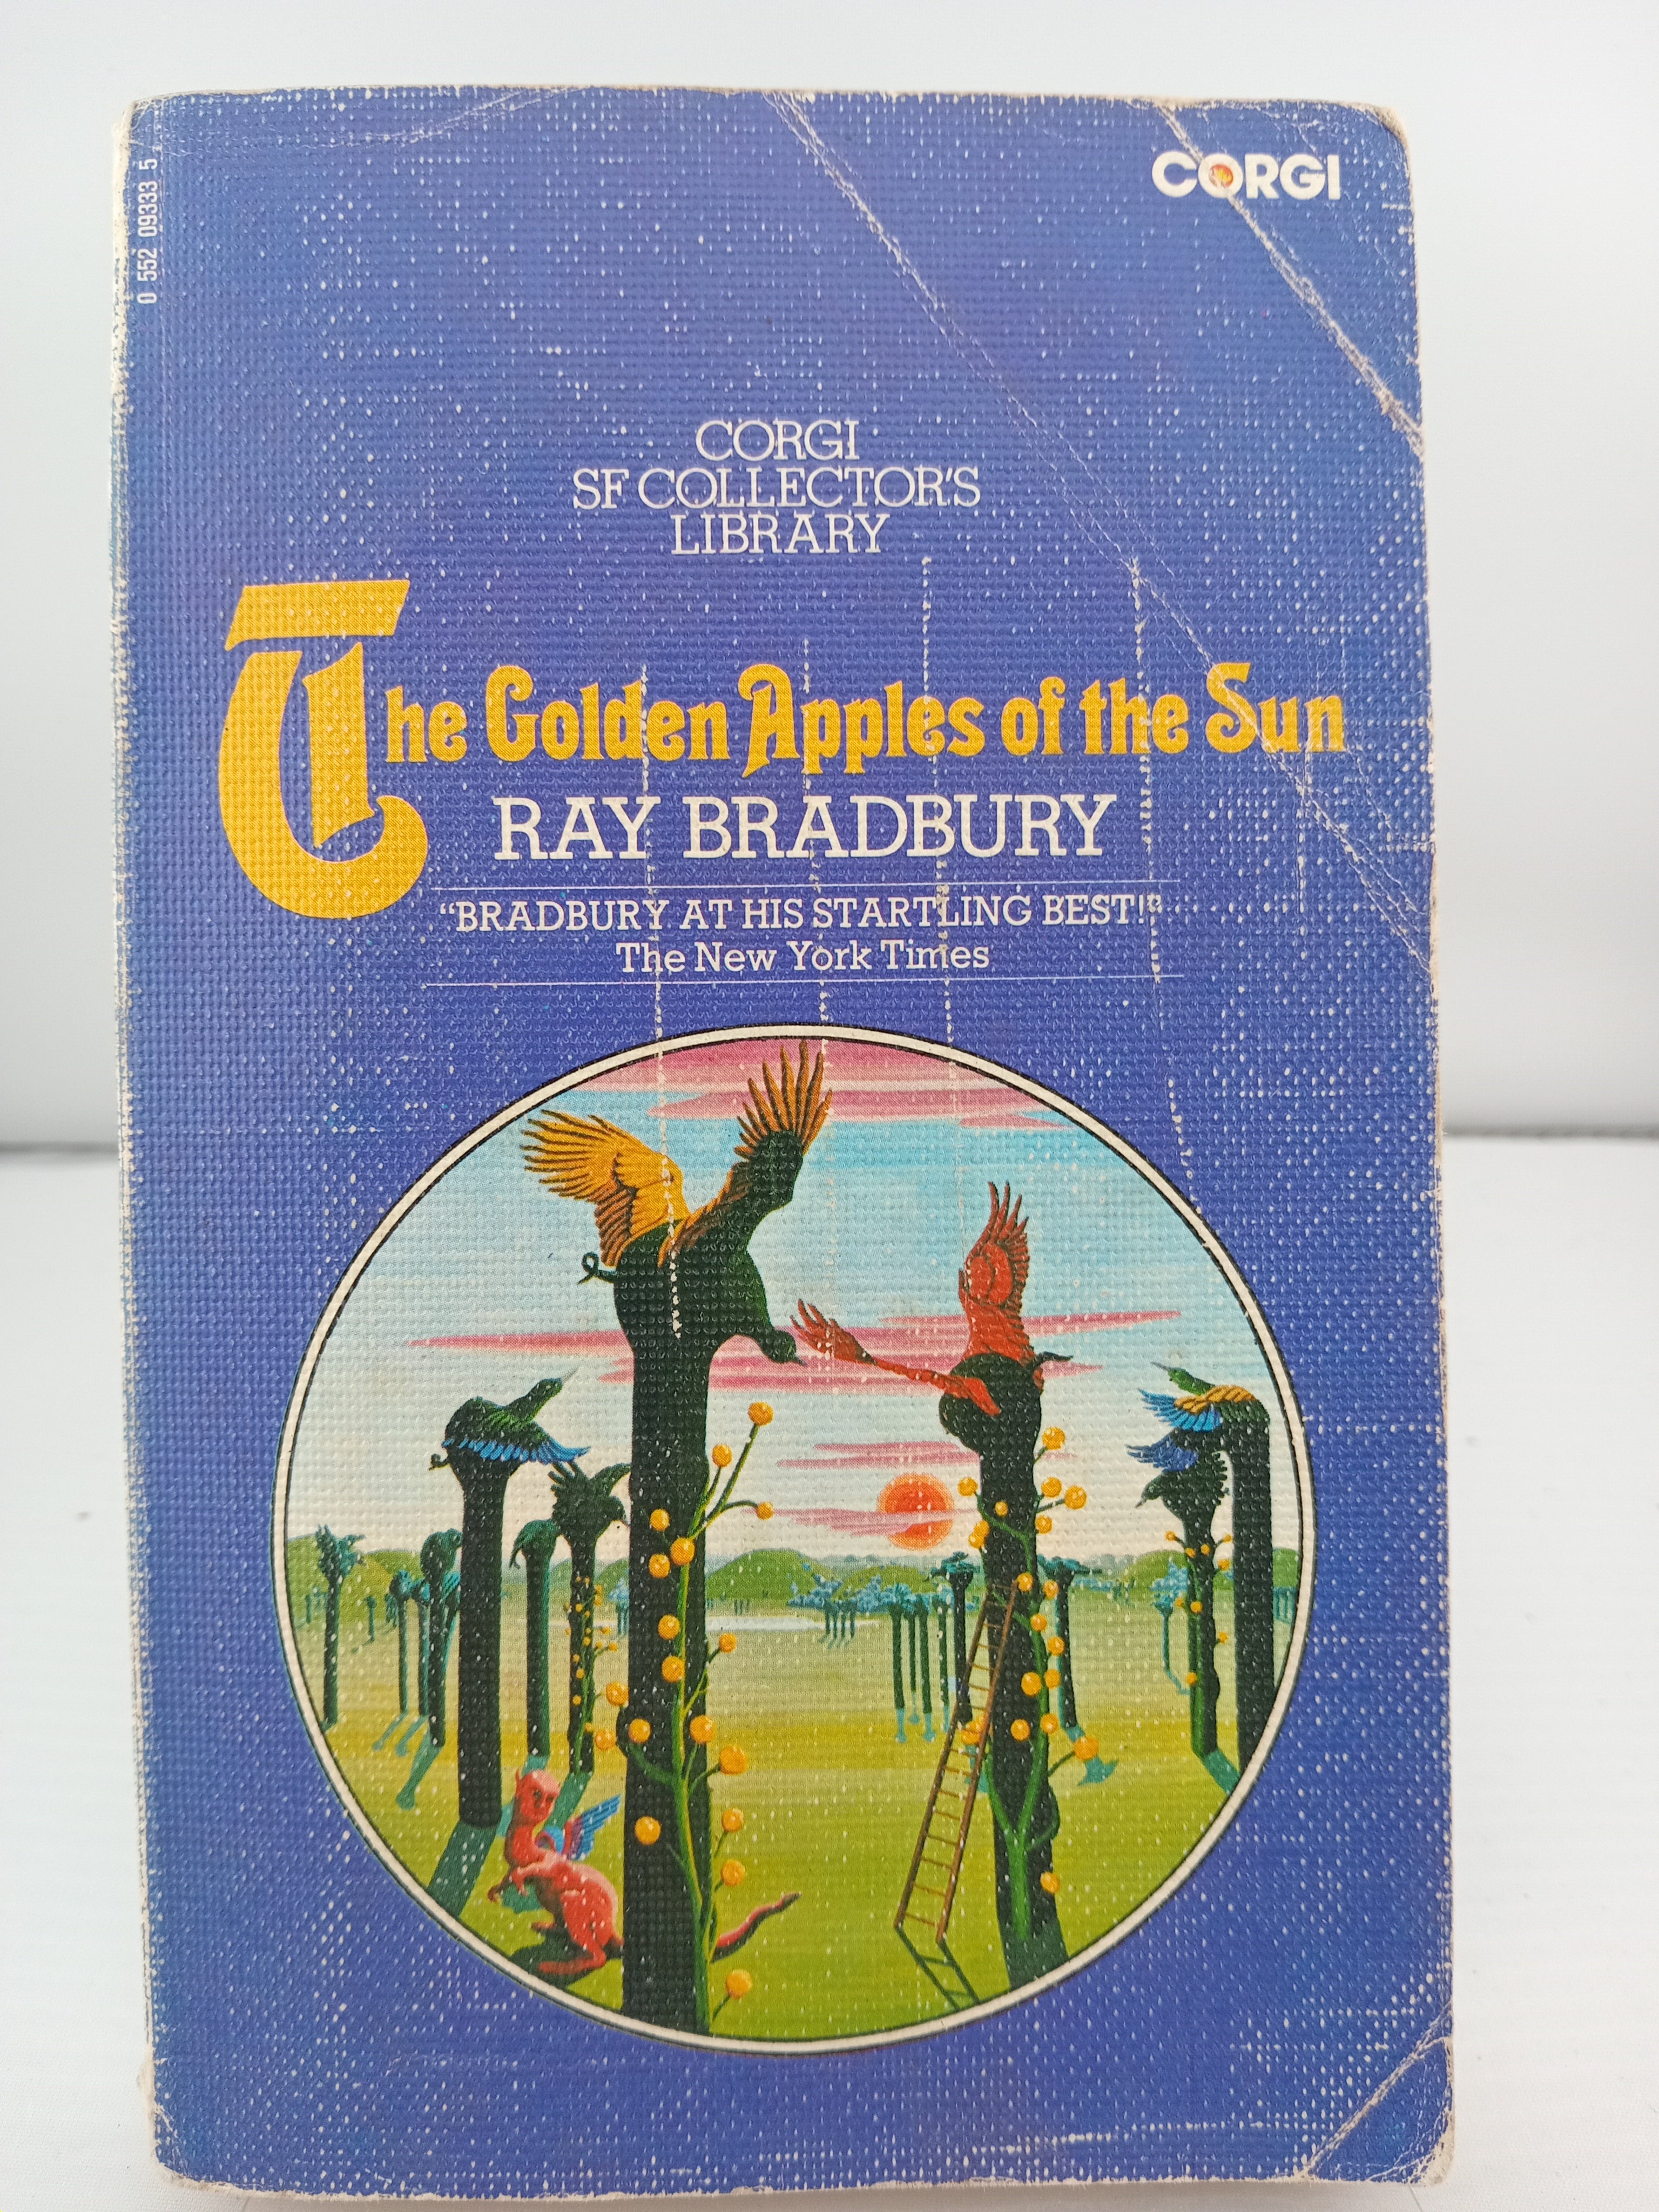 0 552 09333 5
CORGI
CORGI
SF COLLECTOR'S
LIBRARY
The Golden Apples of the Sun
RAY BRADBURY
“BRADBURY AT HIS STARTLING BEST!”
The New York Times